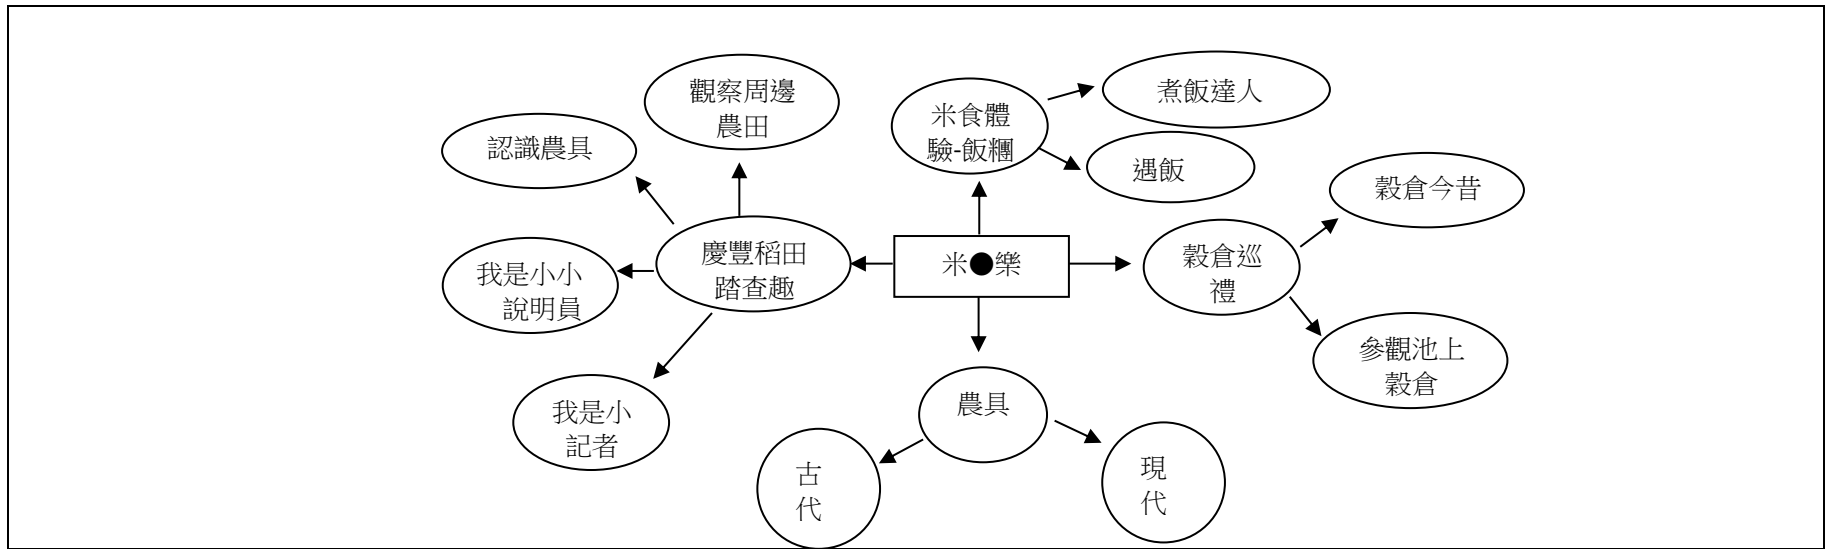 觀察周邊
農田
認識農具
慶豐稻田
踏查趣
我是小小
說明員
我是小
記者
米食體
驗-飯糰
煮飯達人
遇飯
米●樂
穀倉巡
禮
穀倉今昔
參觀池上
穀倉
農具
古
代
現
代